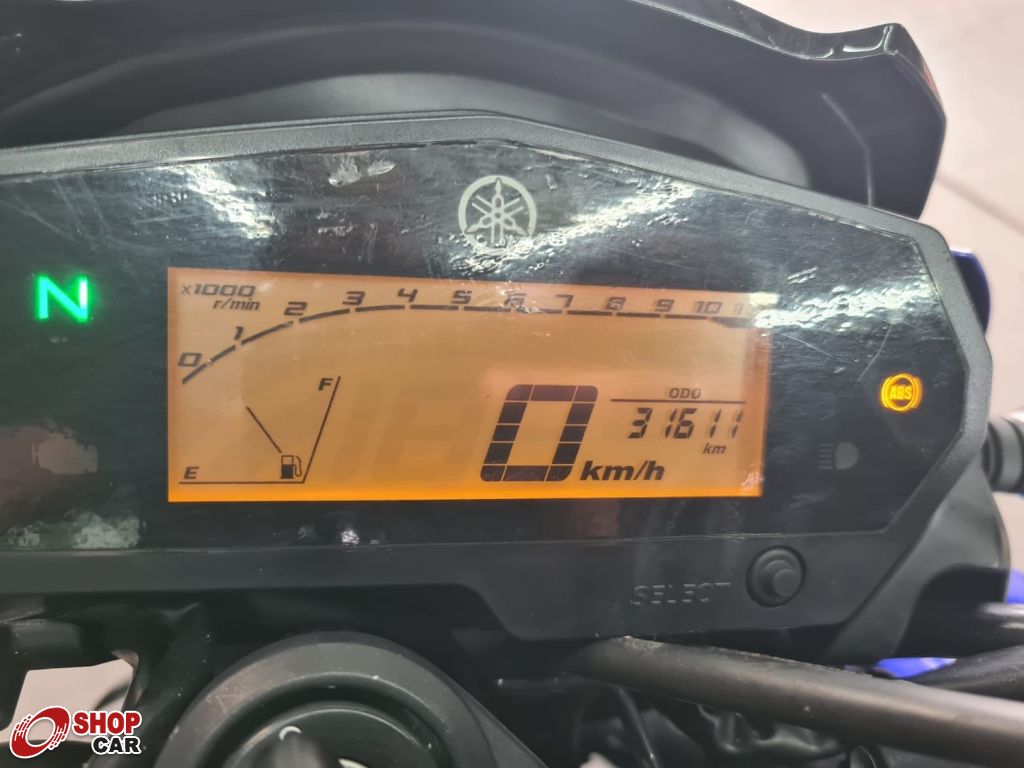 N
x1000
r/min
0 1 2 3 4 5 6 7 8 9 10 11
F
E
ODO
31611
km
0 km/h
ABS
SELECT
SHOP
CAR